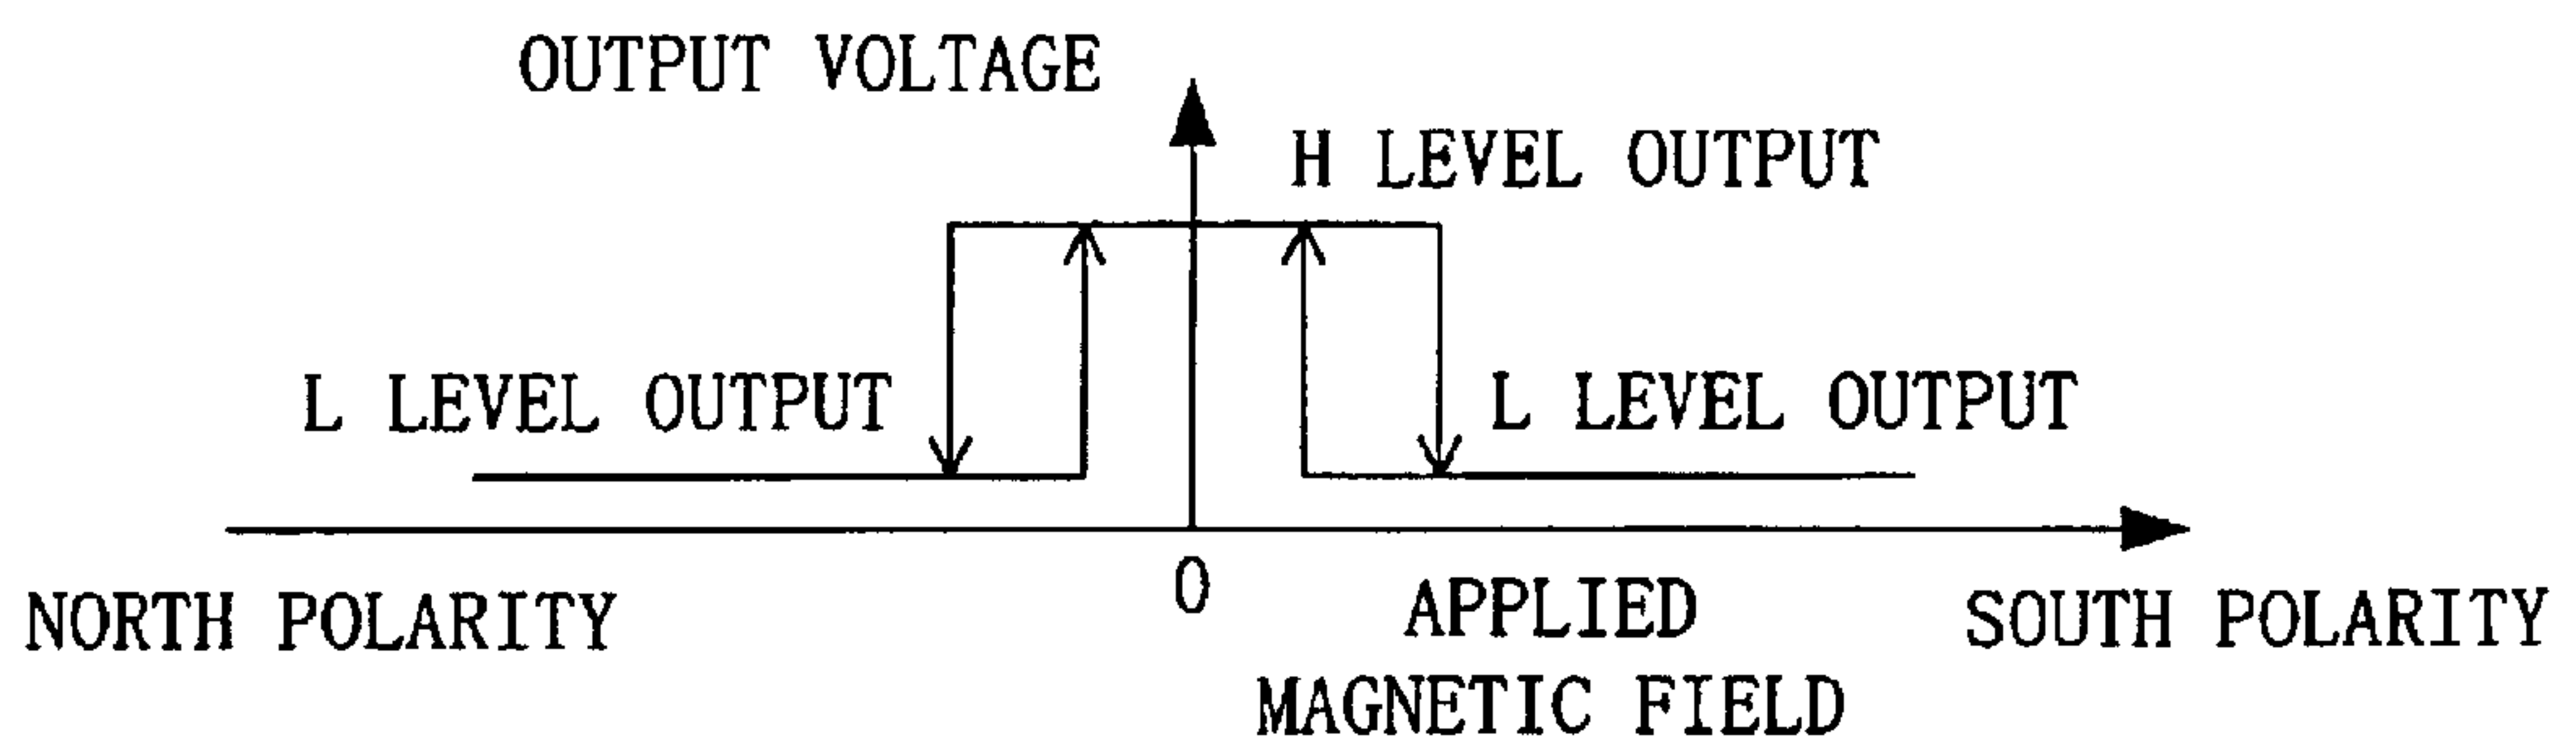 OUTPUT VOLTAGE
H LEVEL OUTPUT
L LEVEL OUTPUT
L LEVEL OUTPUT
0
NORTH POLARITY
APPLIED
MAGNETIC FIELD
SOUTH POLARITY